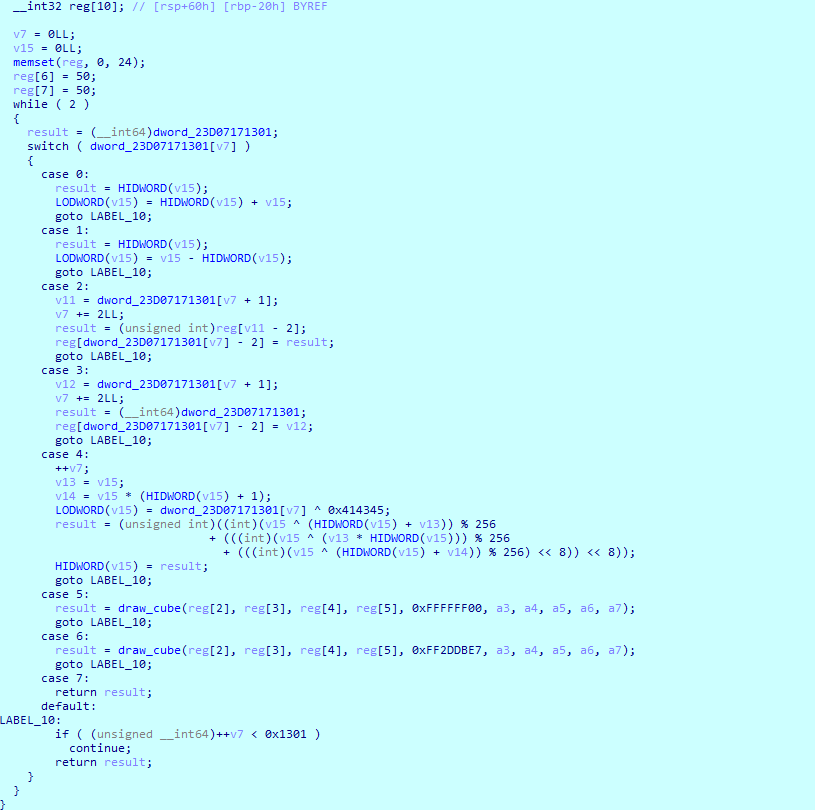 __int32 reg[10]; // [rsp+60h] [rbp-20h] BYREF
v7 = 0LL;
v15 = 0LL;
memset(reg, 0, 24);
reg[6] = 50;
reg[7] = 50;
while ( 2 )
{
result = (__int64)dword_23D07171301;
switch ( dword_23D07171301[v7] )
{
case 0:
result = HIDWORD(v15);
LODWORD(v15) = HIDWORD(v15) + v15;
goto LABEL_10;
case 1:
result = HIDWORD(v15);
LODWORD(v15) = v15 - HIDWORD(v15);
goto LABEL_10;
case 2:
v11 = dword_23D07171301[v7 + 1];
v7 += 2LL;
result = (unsigned int)reg[v11 - 2];
reg[dword_23D07171301[v7] - 2] = result;
goto LABEL_10;
case 3:
v12 = dword_23D07171301[v7 + 1];
v7 += 2LL;
result = (__int64)dword_23D07171301;
reg[dword_23D07171301[v7] - 2] = v12;
goto LABEL_10;
case 4:
++v7;
v13 = v15;
v14 = v15 * (HIDWORD(v15) + 1);
LODWORD(v15) = dword_23D07171301[v7] ^ 0x414345;
result = (unsigned int)((int)(v15 ^ (HIDWORD(v15) + v13)) % 256
+ (((int)(v15 ^ (v13 * HIDWORD(v15))) % 256
+ (((int)(v15 ^ (HIDWORD(v15) + v14)) % 256) << 8)) << 8));
HIDWORD(v15) = result;
goto LABEL_10;
case 5:
result = draw_cube(reg[2], reg[3], reg[4], reg[5], 0xFFFFFF00, a3, a4, a5, a6, a7);
goto LABEL_10;
case 6:
result = draw_cube(reg[2], reg[3], reg[4], reg[5], 0xFF2DDBE7, a3, a4, a5, a6, a7);
goto LABEL_10;
case 7:
return result;
default:
LABEL_10:
if ( (unsigned __int64)++v7 < 0x1301 )
continue;
return result;
}
}
}